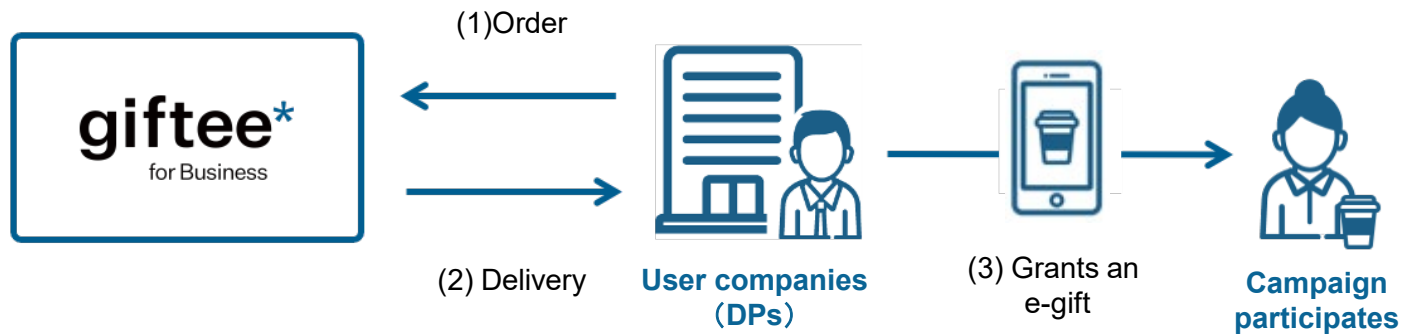 (1)Order
giftee*
for Business
(2) Delivery
User companies
（DPs）
(3) Grants an
e-gift
Campaign
participates